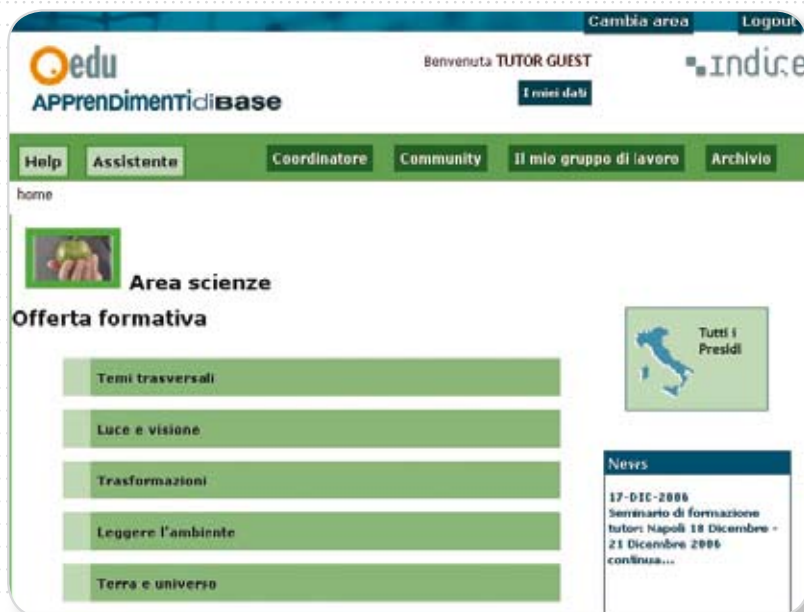 Cambia area Logout
edu
APPrenDimenTidiBase
Benvenuta TUTOR GUEST
I miei dati
indice
Help Assistente Coordinatore Community Il mio gruppo di lavoro Archivio
home
Area scienze
Offerta formativa
Temi trasversali
Luce e visione
Trasformazioni
Leggere l'ambiente
Terra e universo
Tutti i
Presidi
News
17-DIC-2006
Seminario di formazione
tutor: Napoli 18 Dicembre -
21 Dicembre 2006
continua...